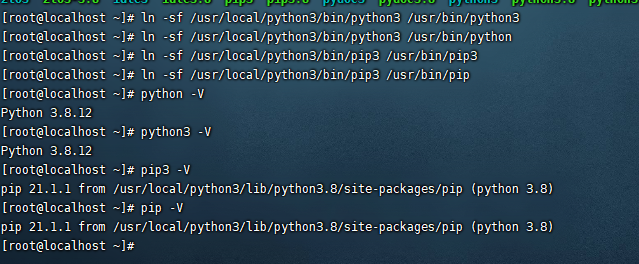 [root@localhost ~]# ln -sf /usr/local/python3/bin/python3 /usr/bin/python3
[root@localhost ~]# ln -sf /usr/local/python3/bin/python3 /usr/bin/python
[root@localhost ~]# ln -sf /usr/local/python3/bin/pip3 /usr/bin/pip3
[root@localhost ~]# ln -sf /usr/local/python3/bin/pip3 /usr/bin/pip
[root@localhost ~]# python -V
Python 3.8.12
[root@localhost ~]# python3 -V
Python 3.8.12
[root@localhost ~]# pip3 -V
pip 21.1.1 from /usr/local/python3/lib/python3.8/site-packages/pip (python 3.8)
[root@localhost ~]# pip -V
pip 21.1.1 from /usr/local/python3/lib/python3.8/site-packages/pip (python 3.8)
[root@localhost ~]#